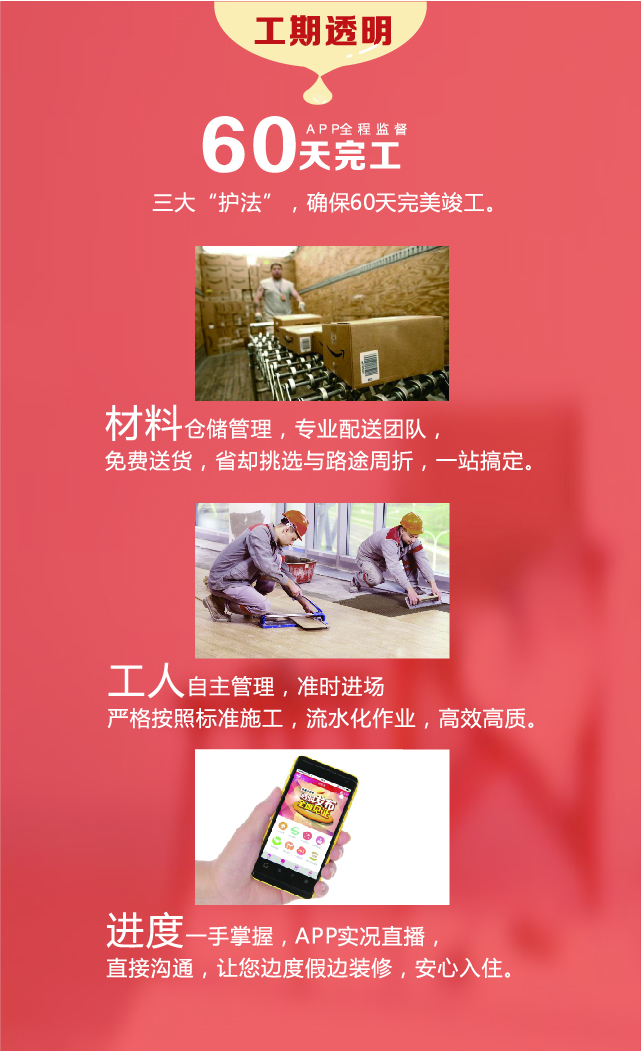 工期透明
60天完工
APP全程监督
三大“护法”，确保60天完美竣工。
材料仓储管理，专业配送团队，
免费送货，省却挑选与路途周折，一站搞定。
工人自主管理，准时进场
严格按照标准施工，流水化作业，高效高质。
进度一手掌握，APP实况直播，
直接沟通，让您边度假边装修，安心入住。